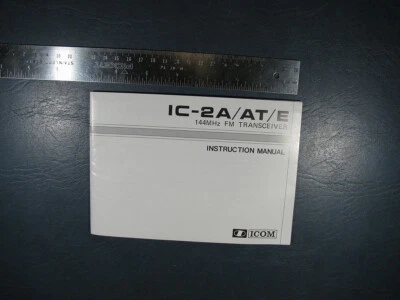 IC-2A/AT/E
144MHz FM TRANSCEIVER
INSTRUCTION MANUAL
ICOM